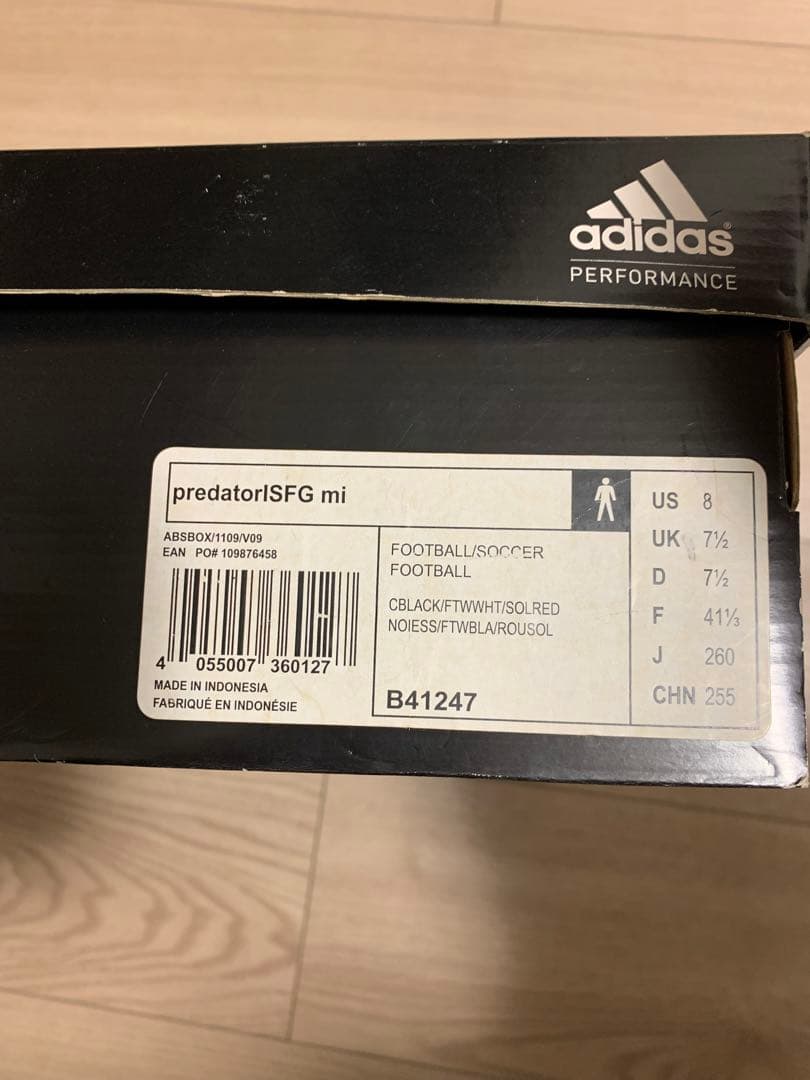 adidas®
PERFORMANCE
predatorISFG mi
ABSBOX/1109/V09
EAN PO# 109876458
4 055007 360127
MADE IN INDONESIA
FABRIQUÉ EN INDONÉSIE
FOOTBALL/SOCCER
FOOTBALL
CBLACK/FTWWHT/SOLRED
NOIESS/FTWBLA/ROUSOL
B41247
US 8
UK 7½
D 7½
F 41⅓
J 260
CHN 255